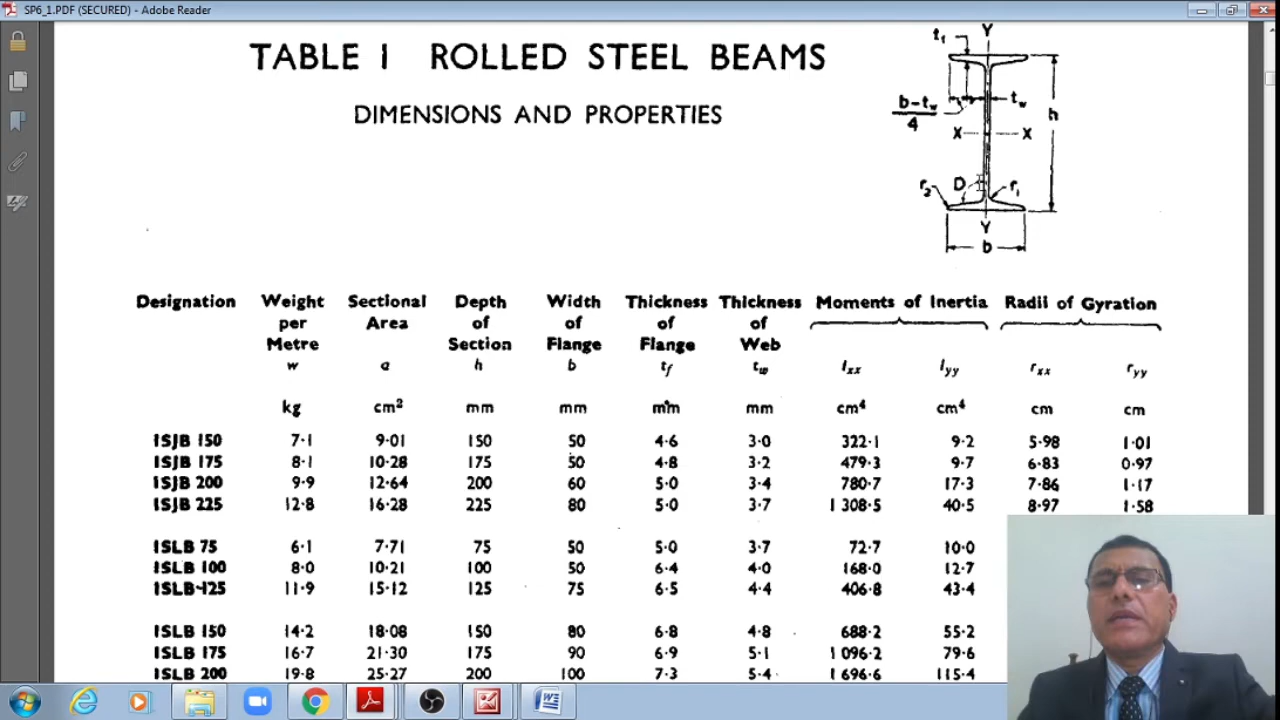 SP6_1.PDF (SECURED) - Adobe Reader
TABLE 1 ROLLED STEEL BEAMS
DIMENSIONS AND PROPERTIES
Y
tf
b-tw
4
tw
h
X X
r2 D r1
Y
b
Designation Weight per Metre Sectional Area Depth of Section Width of Flange Thickness of Flange Thickness of Web Moments of Inertia Radii of Gyration
w a h b tf tw Ixx Iyy rxx ryy
kg cm² mm mm mm mm cm⁴ cm⁴ cm cm
ISJB 150 7·1 9·01 150 50 4·6 3·0 322·1 9·2 5·98 1·01
ISJB 175 8·1 10·28 175 50 4·8 3·2 479·3 9·7 6·83 0·97
ISJB 200 9·9 12·64 200 60 5·0 3·4 780·7 17·3 7·86 1·17
ISJB 225 12·8 16·28 225 80 5·0 3·7 1 308·5 40·5 8·97 1·58
ISLB 75 6·1 7·71 75 50 5·0 3·7 72·7 10·0
ISLB 100 8·0 10·21 100 50 6·4 4·0 168·0 12·7
ISLB 125 11·9 15·12 125 75 6·5 4·4 406·8 43·4
ISLB 150 14·2 18·08 150 80 6·8 4·8 688·2 55·2
ISLB 175 16·7 21·30 175 90 6·9 5·1 1 096·2 79·6
ISLB 200 19·8 25·27 200 100 7·3 5·4 1 696·6 115·4